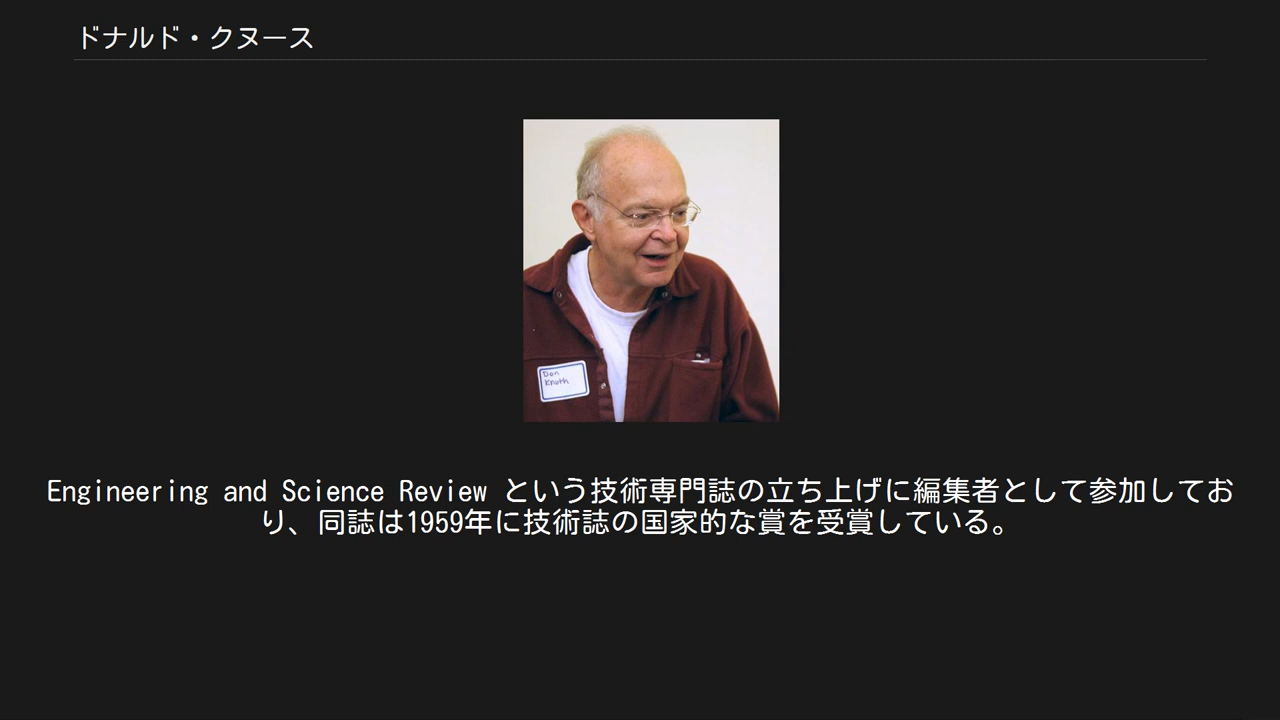 ドナルド・クヌース
Don
Knuth
Engineering and Science Review という技術専門誌の立ち上げに編集者として参加してお
り、同誌は1959年に技術誌の国家的な賞を受賞している。